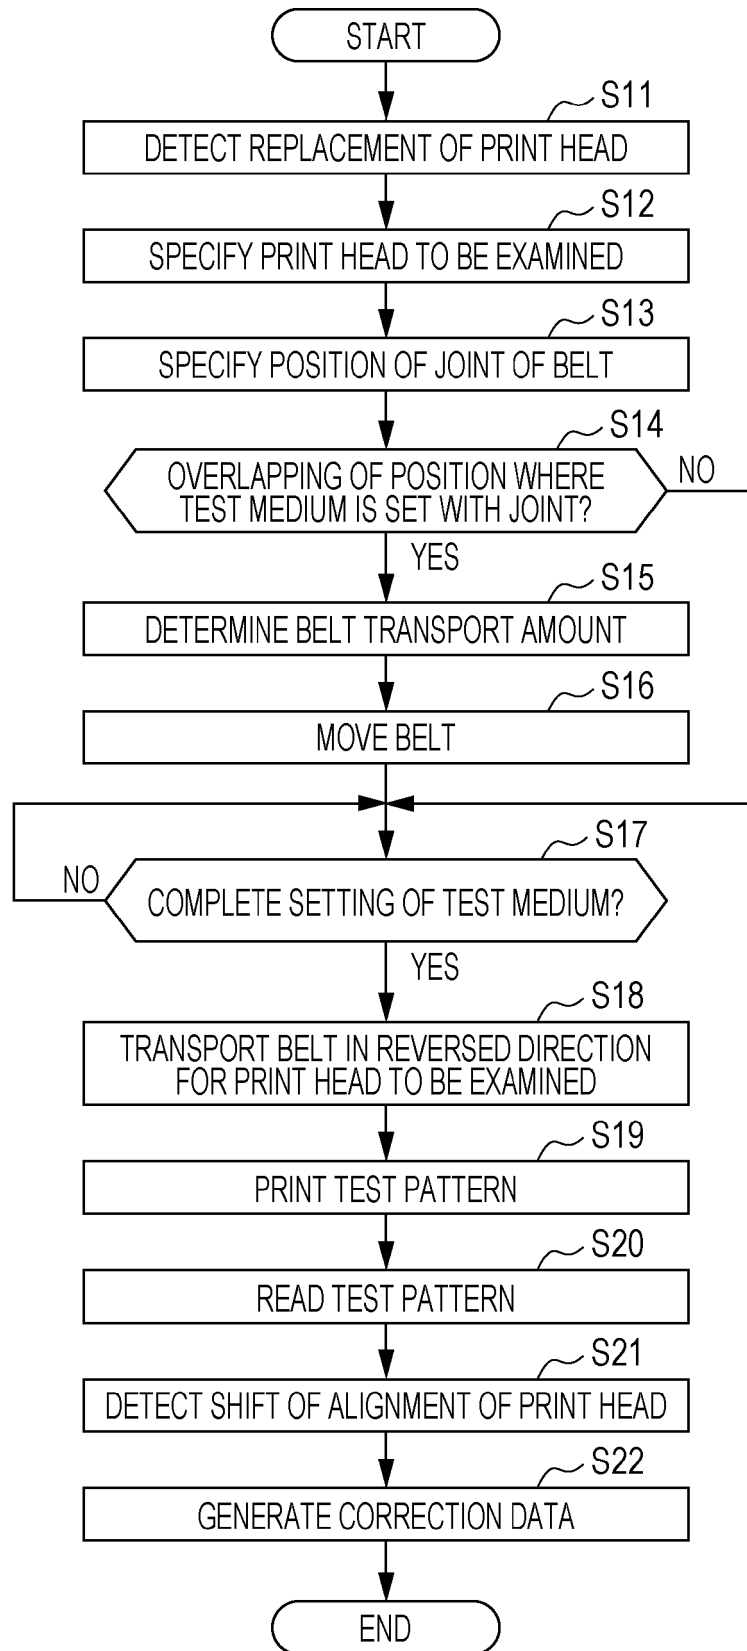 START
S11
DETECT REPLACEMENT OF PRINT HEAD
S12
SPECIFY PRINT HEAD TO BE EXAMINED
S13
SPECIFY POSITION OF JOINT OF BELT
S14
OVERLAPPING OF POSITION WHERE
TEST MEDIUM IS SET WITH JOINT?
NO
YES
S15
DETERMINE BELT TRANSPORT AMOUNT
S16
MOVE BELT
S17
NO
COMPLETE SETTING OF TEST MEDIUM?
YES
S18
TRANSPORT BELT IN REVERSED DIRECTION
FOR PRINT HEAD TO BE EXAMINED
S19
PRINT TEST PATTERN
S20
READ TEST PATTERN
S21
DETECT SHIFT OF ALIGNMENT OF PRINT HEAD
S22
GENERATE CORRECTION DATA
END